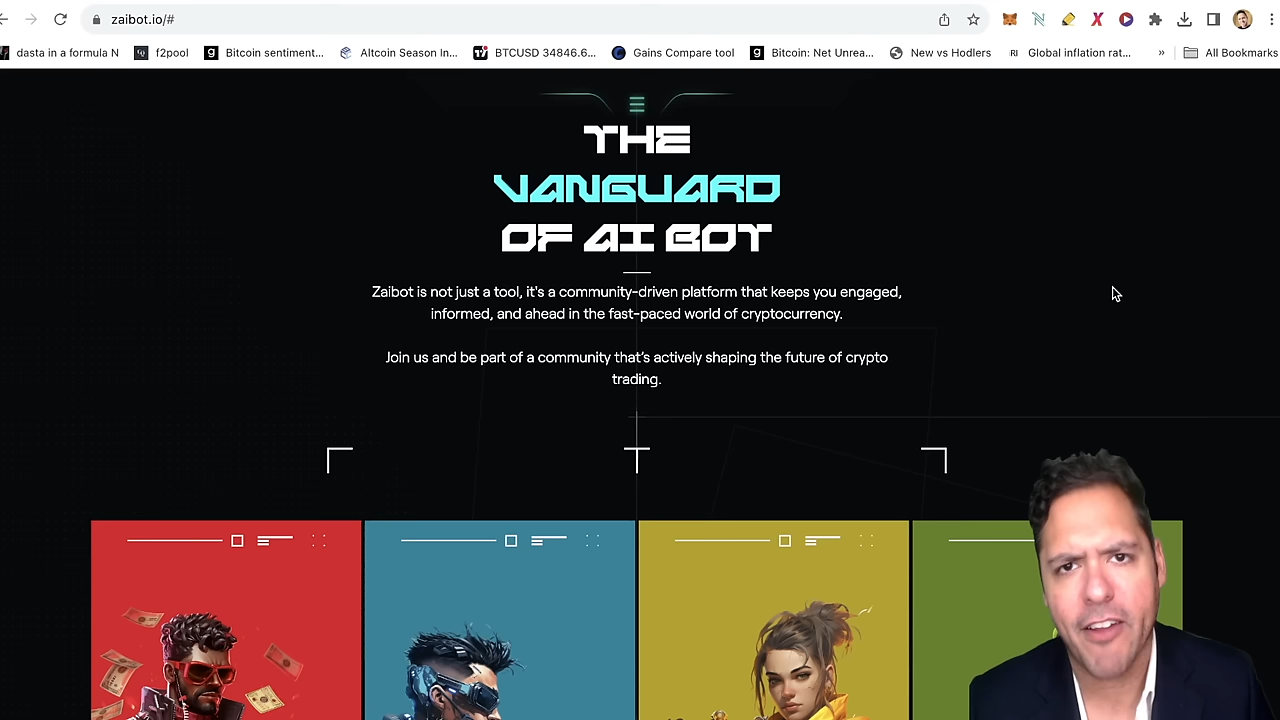 zaibot.io/#
dasta in a formula N
f2pool
Bitcoin sentiment...
Altcoin Season In...
BTCUSD 34846.6...
Gains Compare tool
Bitcoin: Net Unrea...
New vs Hodlers
RI
Global inflation rat...
»
All Bookmarks
THE
VANGUARD
OF AI BOT
Zaibot is not just a tool, it's a community-driven platform that keeps you engaged,
informed, and ahead in the fast-paced world of cryptocurrency.
Join us and be part of a community that's actively shaping the future of crypto
trading.